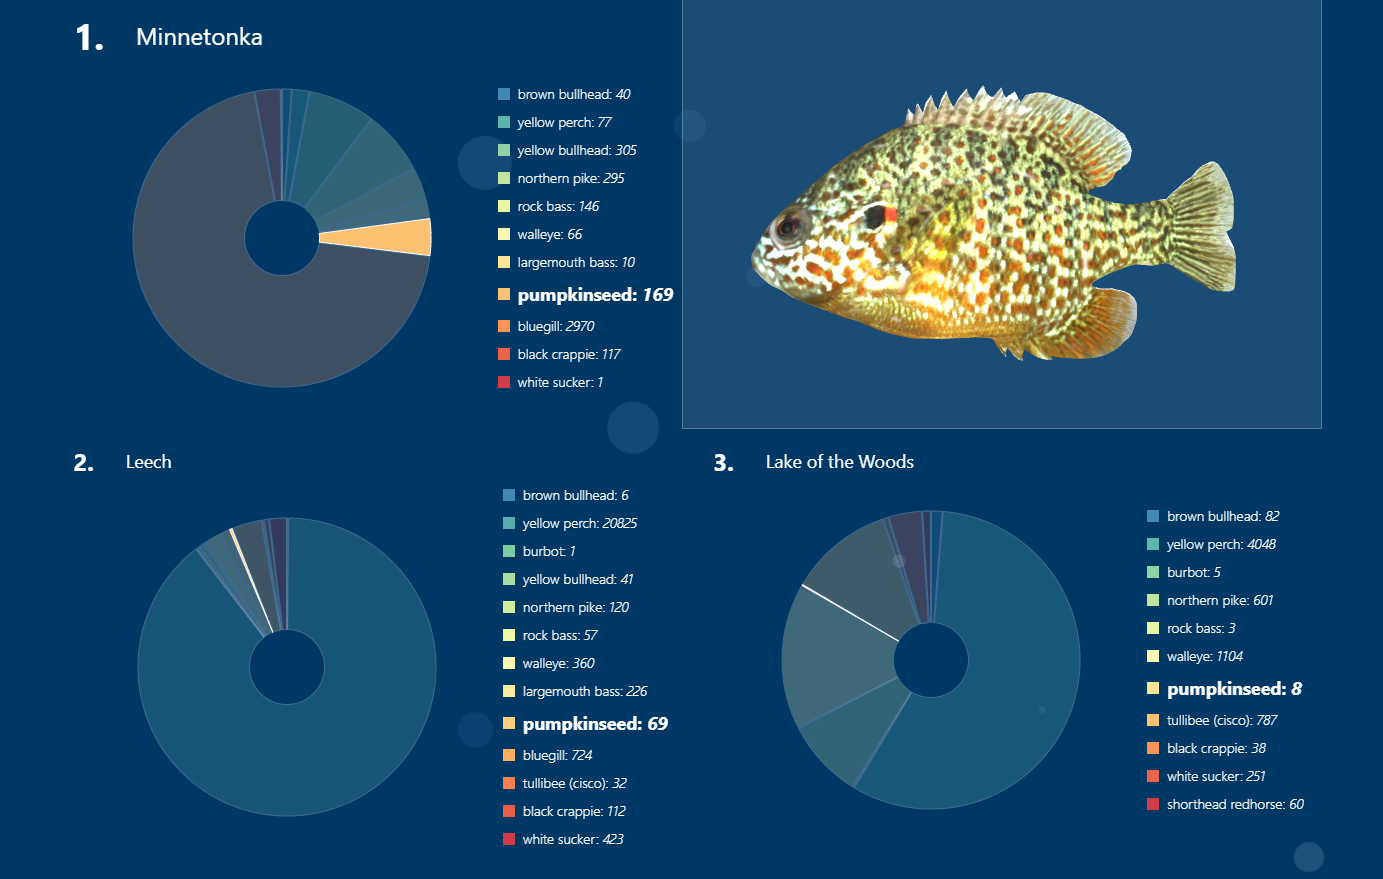 1. Minnetonka
brown bullhead: 40
yellow perch: 77
yellow bullhead: 305
northern pike: 295
rock bass: 146
walleye: 66
largemouth bass: 10
pumpkinseed: 169
bluegill: 2970
black crappie: 117
white sucker: 1
2. Leech
brown bullhead: 6
yellow perch: 20825
burbot: 1
yellow bullhead: 41
northern pike: 120
rock bass: 57
walleye: 360
largemouth bass: 226
pumpkinseed: 69
bluegill: 724
tullibee (cisco): 32
black crappie: 112
white sucker: 423
3. Lake of the Woods
brown bullhead: 82
yellow perch: 4048
burbot: 5
northern pike: 601
rock bass: 3
walleye: 1104
pumpkinseed: 8
tullibee (cisco): 787
black crappie: 38
white sucker: 251
shorthead redhorse: 60